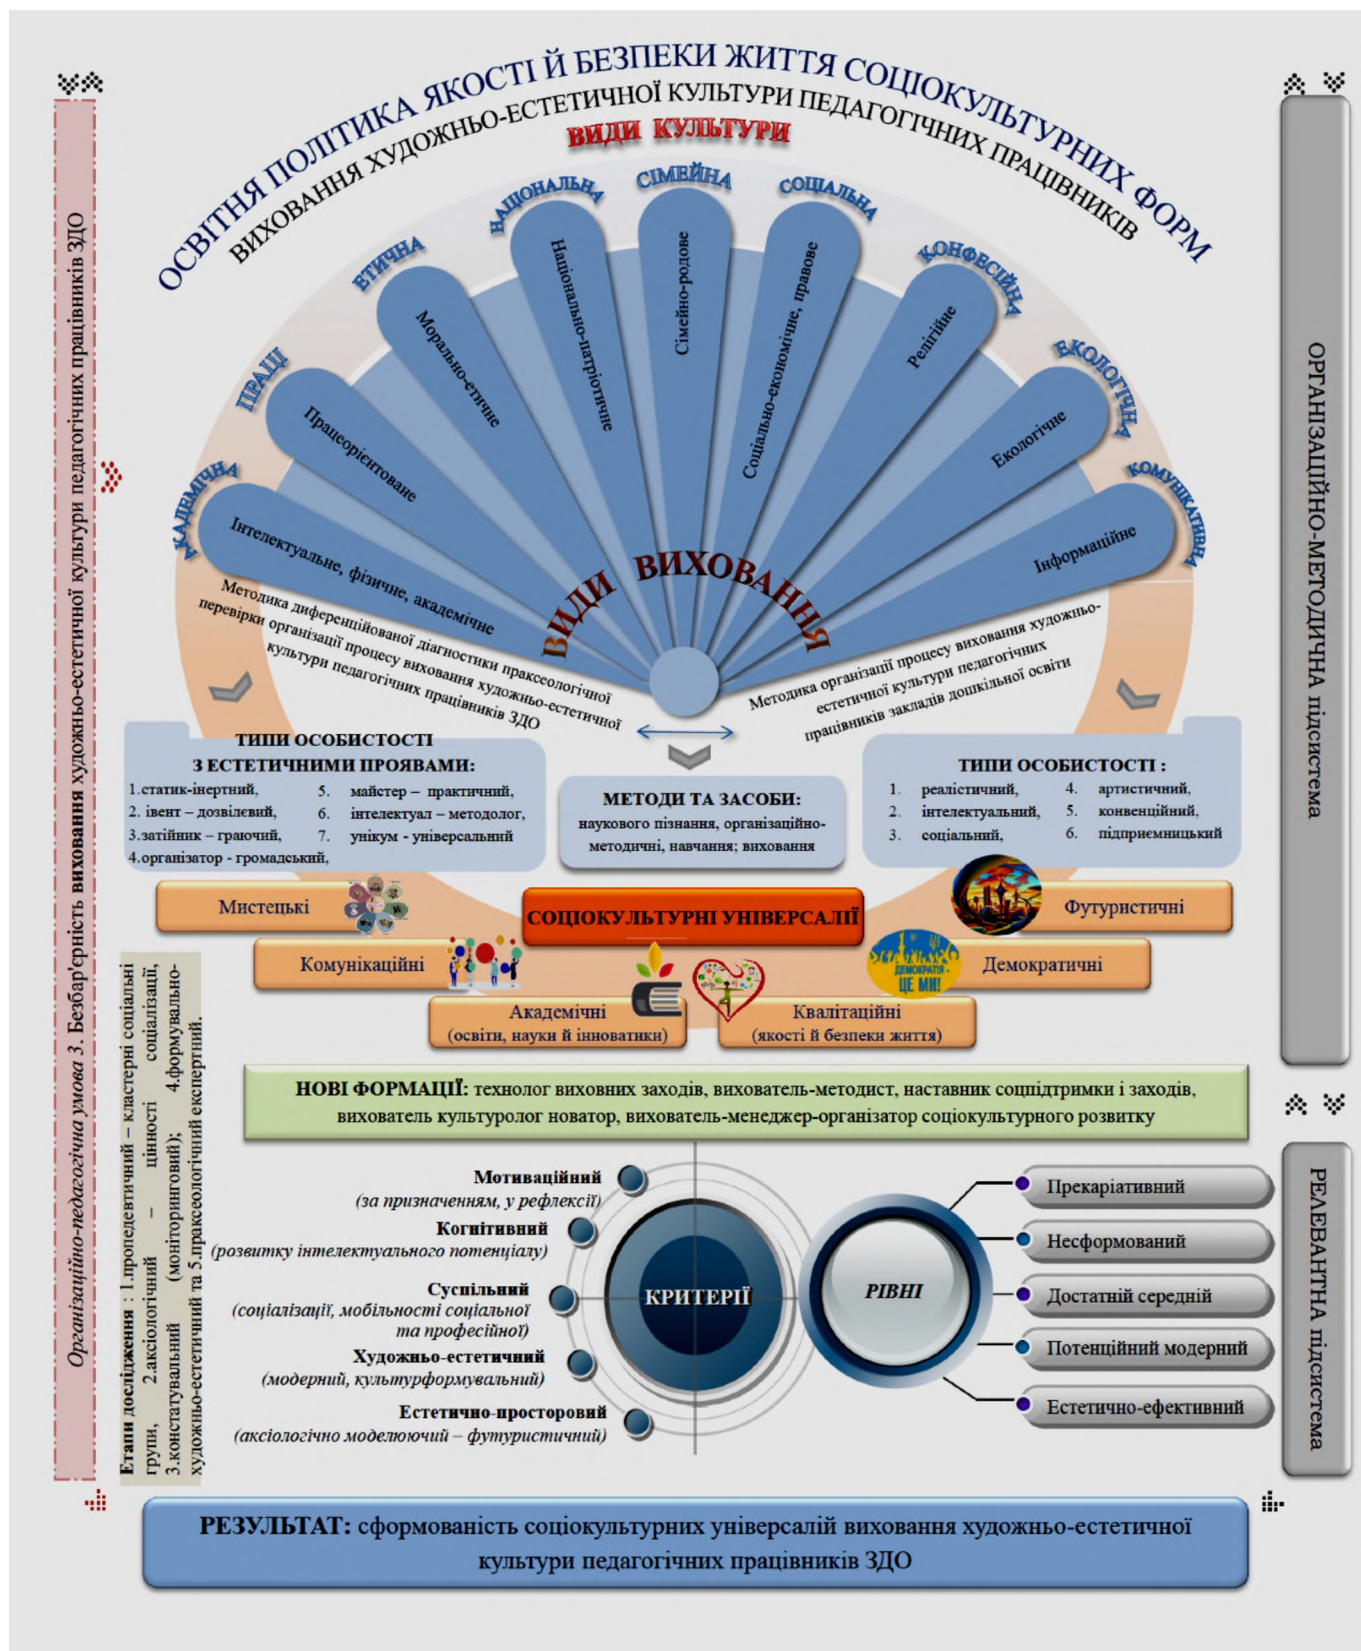 ОСВІТНЯ ПОЛІТИКА ЯКОСТІ Й БЕЗПЕКИ ЖИТТЯ СОЦІОКУЛЬТУРНИХ ФОРМ
ВИХОВАННЯ ХУДОЖНЬО-ЕСТЕТИЧНОЇ КУЛЬТУРИ ПЕДАГОГІЧНИХ ПРАЦІВНИКІВ
ВИДИ КУЛЬТУРИ
АКАДЕМІЧНА
ПРАЦІ
ЕТИЧНА
НАЦІОНАЛЬНА
СІМЕЙНА
СОЦІАЛЬНА
КОНФЕСІЙНА
ЕКОЛОГІЧНА
КОМУНІКАТИВНА
Інтелектуальне, фізичне, академічне
Працеорієнтоване
Морально-етичне
Національно-патріотичне
Сімейно-родове
Соціально-економічне, правове
Релігійне
Екологічне
Інформаційне
ВИДИ ВИХОВАННЯ
Методика диференційованої діагностики праксеологічної
перевірки організації процесу виховання художньо-естетичної
культури педагогічних працівників ЗДО
Методика організації процесу виховання художньо-
естетичної культури педагогічних
працівників закладів дошкільної освіти
ТИПИ ОСОБИСТОСТІ
З ЕСТЕТИЧНИМИ ПРОЯВАМИ:
1.статик-інертний,
2. івент – дозвілєвий,
3.затійник – граючий,
4.організатор - громадський,
5. майстер – практичний,
6. інтелектуал – методолог,
7. унікум - універсальний
МЕТОДИ ТА ЗАСОБИ:
наукового пізнання, організаційно-
методичні, навчання; виховання
ТИПИ ОСОБИСТОСТІ :
1. реалістичний,
2. інтелектуальний,
3. соціальний,
4. артистичний,
5. конвенційний,
6. підприємницький
СОЦІОКУЛЬТУРНІ УНІВЕРСАЛІЇ
Мистецькі
Комунікаційні
Академічні
(освіти, науки й інноватики)
Квалітаційні
(якості й безпеки життя)
ДЕМОКРАТІЯ -
ЦЕ МИ!
Демократичні
Футуристичні
НОВІ ФОРМАЦІЇ: технолог виховних заходів, вихователь-методист, наставник соцпідтримки і заходів,
вихователь культуролог новатор, вихователь-менеджер-організатор соціокультурного розвитку
Мотиваційний
(за призначенням, у рефлексії)
Когнітивний
(розвитку інтелектуального потенціалу)
Суспільний
(соціалізації, мобільності соціальної
та професійної)
Художньо-естетичний
(модерний, культурформувальний)
Естетично-просторовий
(аксіологічно моделюючий – футуристичний)
КРИТЕРІЇ
РІВНІ
Прекаріативний
Несформований
Достатній середній
Потенційний модерний
Естетично-ефективний
РЕЗУЛЬТАТ: сформованість соціокультурних універсалій виховання художньо-естетичної
культури педагогічних працівників ЗДО
Організаційно-педагогічна умова 3. Безбар'єрність виховання художньо-естетичної культури педагогічних працівників ЗДО
Етапи дослідження : 1.пропедевтичний – кластерні соціальні
групи, 2.аксіологічний – цінності соціалізації,
3.констатувальний (моніторинговий); 4.формувально-
художньо-естетичний та 5.праксеологічний експертний.
ОРГАНІЗАЦІЙНО-МЕТОДИЧНА підсистема
РЕЛЕВАНТНА підсистема